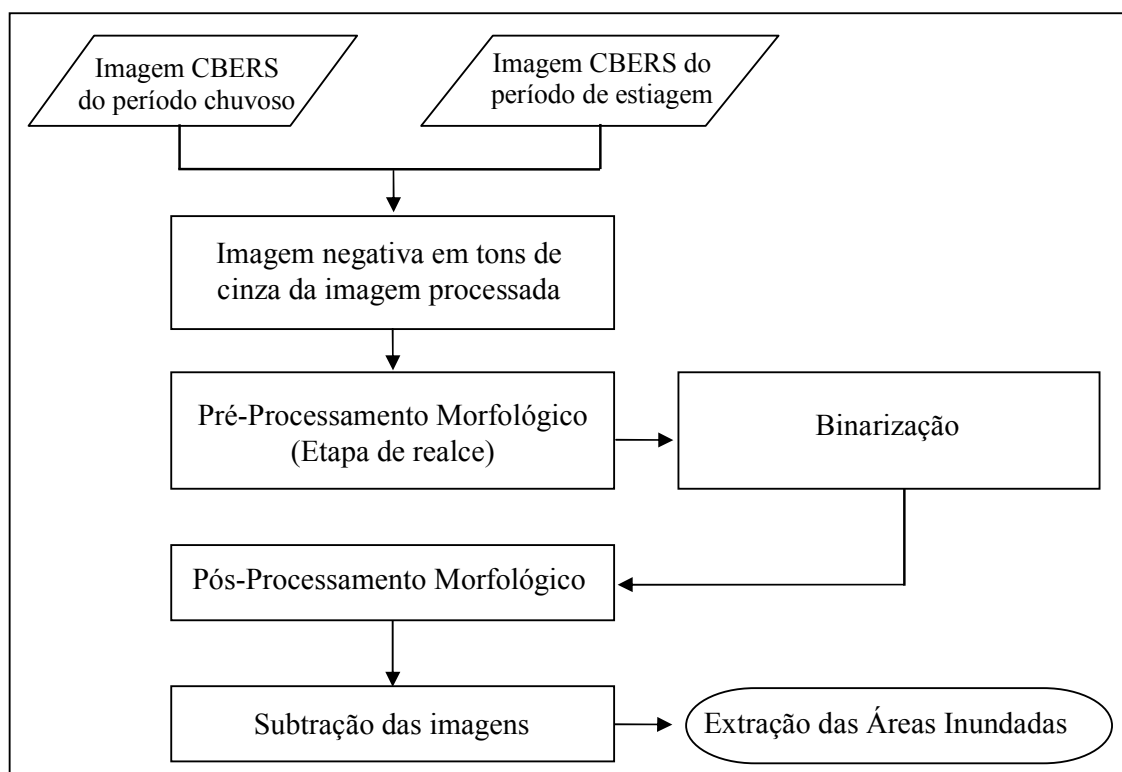 Imagem CBERS
do período chuvoso
Imagem CBERS do
período de estiagem
Imagem negativa em tons de
cinza da imagem processada
Pré-Processamento Morfológico
(Etapa de realce)
Binarização
Pós-Processamento Morfológico
Subtração das imagens
Extração das Áreas Inundadas